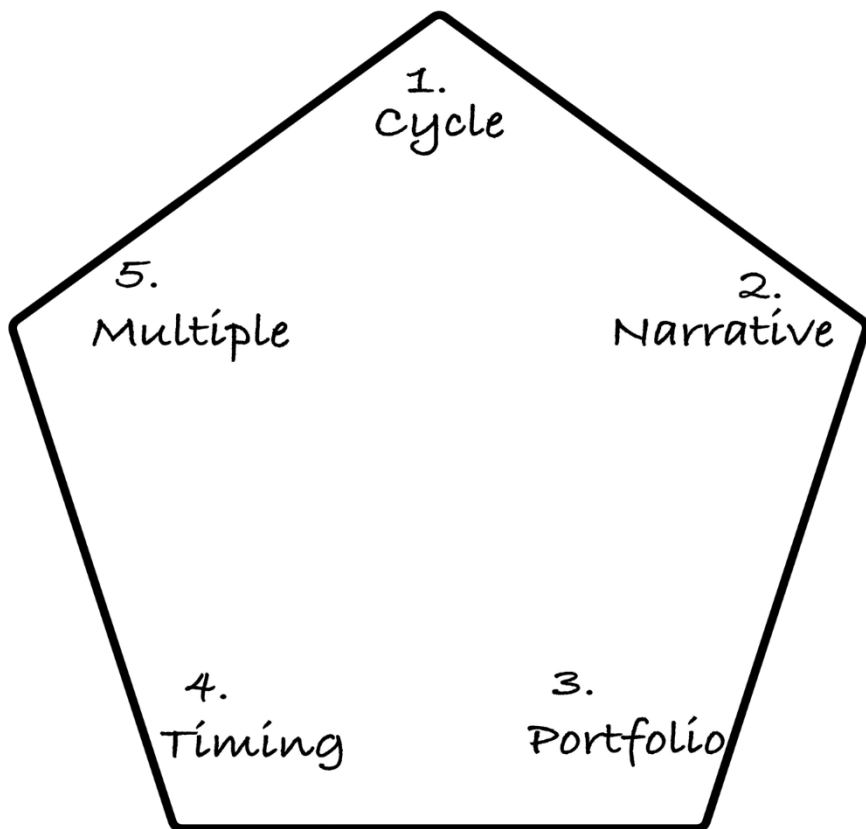 1.
Cycle
2.
Narrative
3.
Portfolio
4.
Timing
5.
Multiple